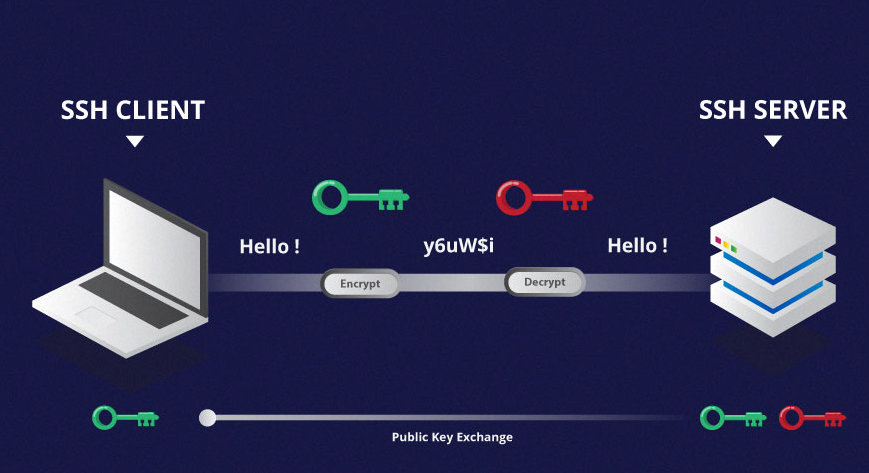 SSH CLIENT
SSH SERVER
Hello !
y6uW$i
Hello !
Encrypt
Decrypt
Public Key Exchange